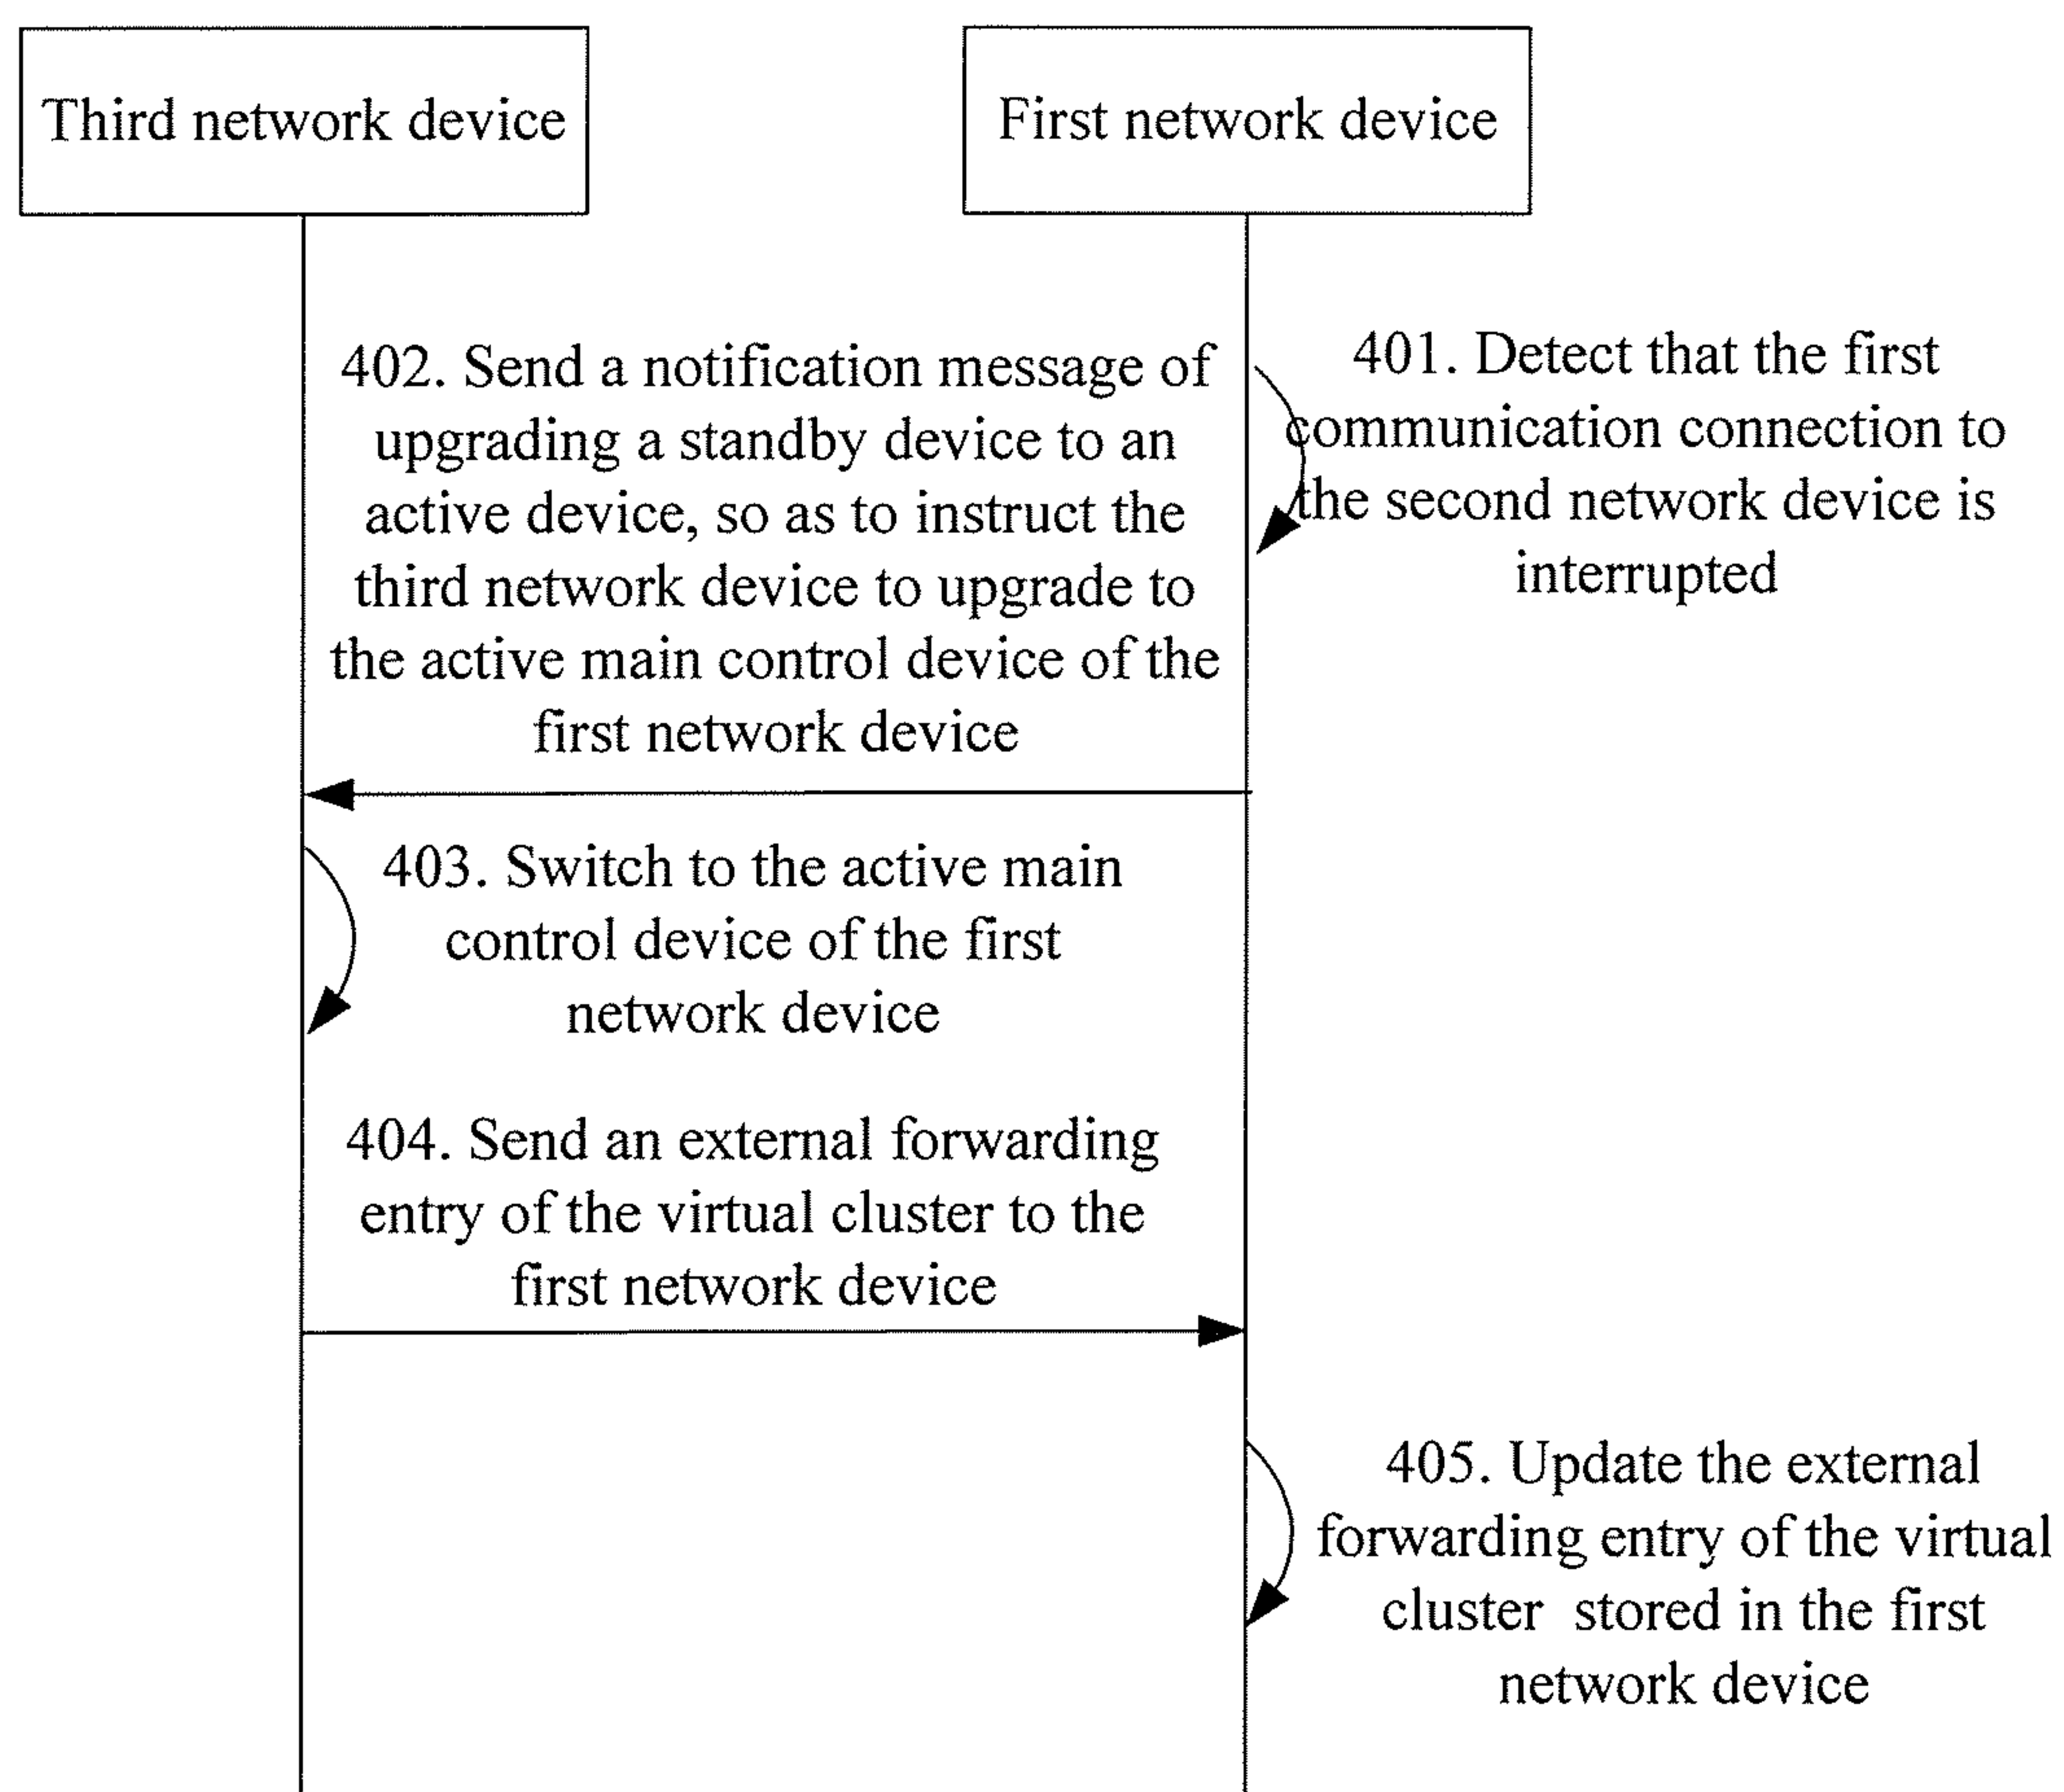 Third network device
First network device
401. Detect that the first
communication connection to
the second network device is
interrupted
402. Send a notification message of
upgrading a standby device to an
active device, so as to instruct the
third network device to upgrade to
the active main control device of the
first network device
403. Switch to the active main
control device of the first
network device
404. Send an external forwarding
entry of the virtual cluster to the
first network device
405. Update the external
forwarding entry of the virtual
cluster  stored in the first
network device